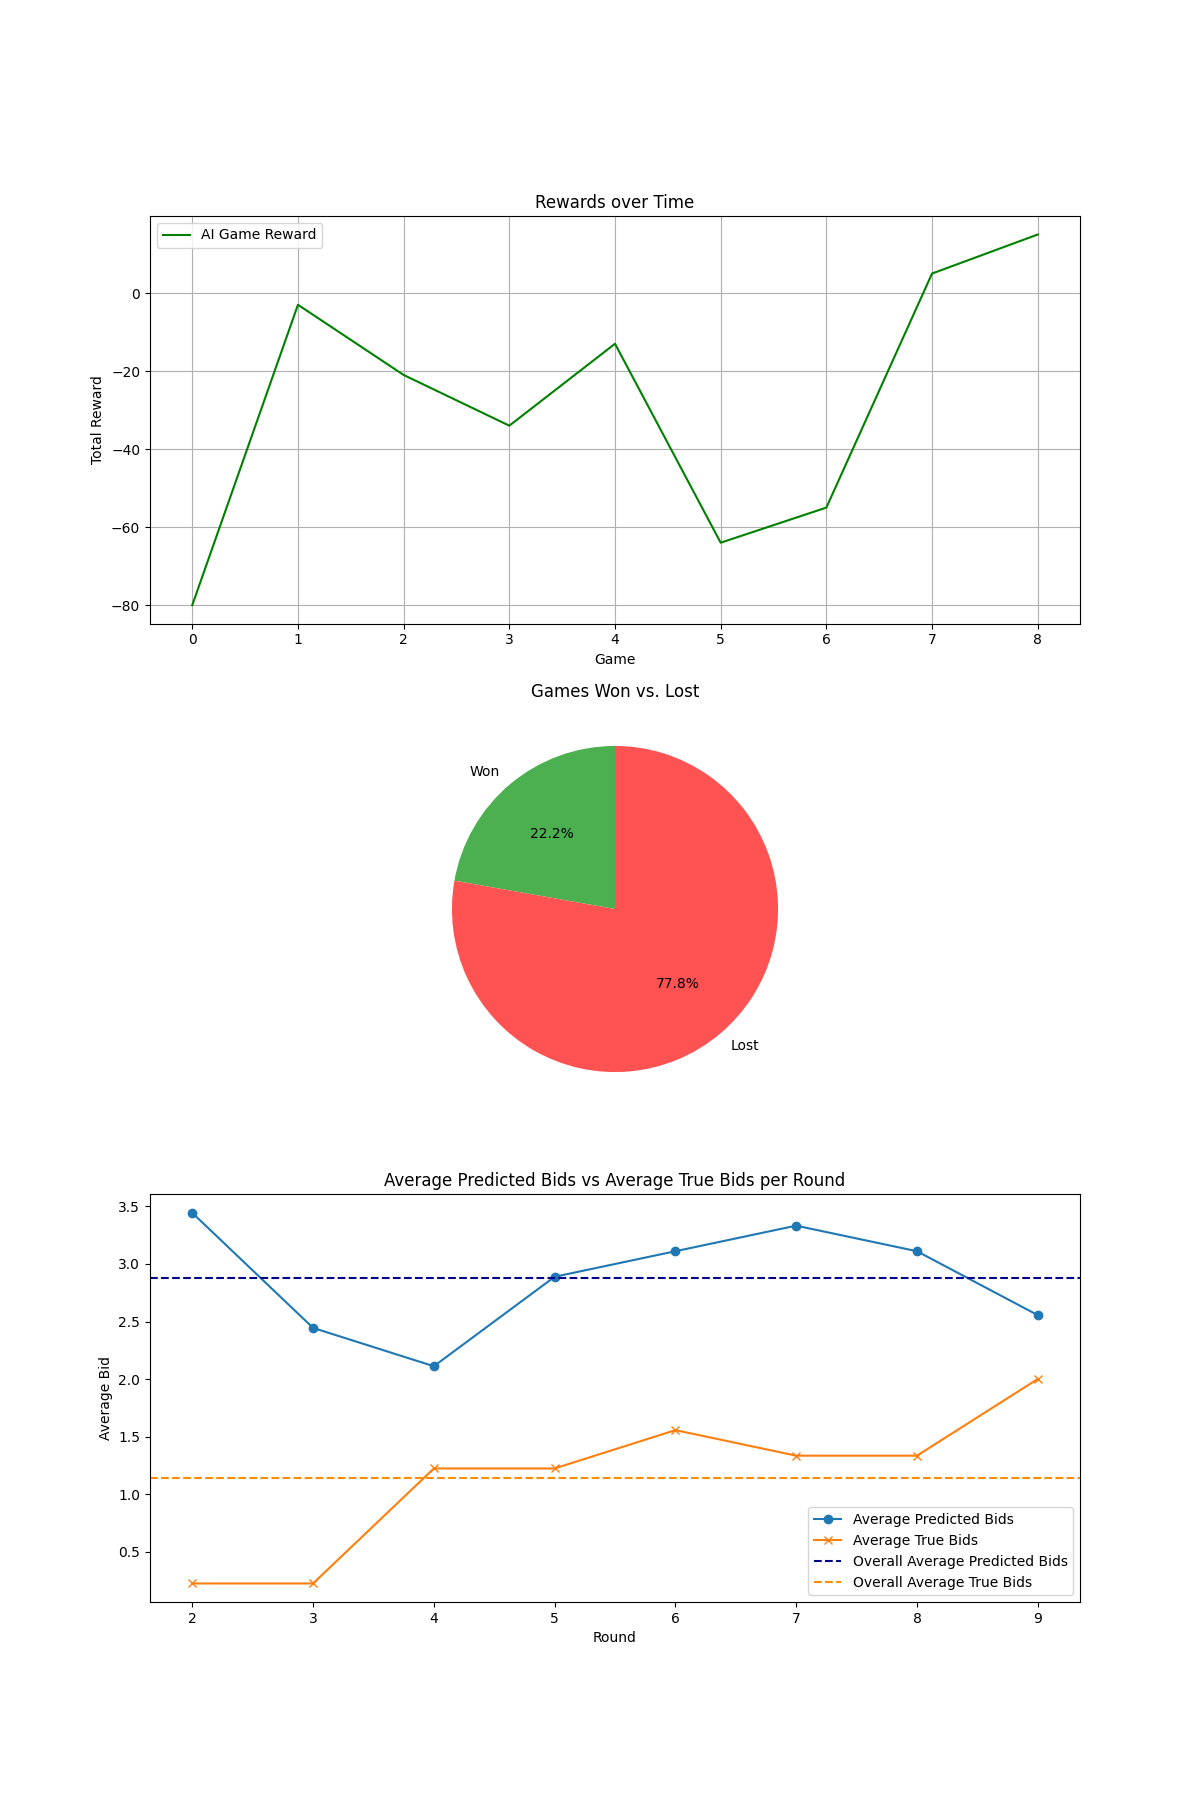 Rewards over Time
AI Game Reward
Total Reward
0
−20
−40
−60
−80
0 1 2 3 4 5 6 7 8
Game
Games Won vs. Lost
Won
22.2%
77.8%
Lost
Average Predicted Bids vs Average True Bids per Round
Average Bid
3.5
3.0
2.5
2.0
1.5
1.0
0.5
Average Predicted Bids
Average True Bids
Overall Average Predicted Bids
Overall Average True Bids
2 3 4 5 6 7 8 9
Round